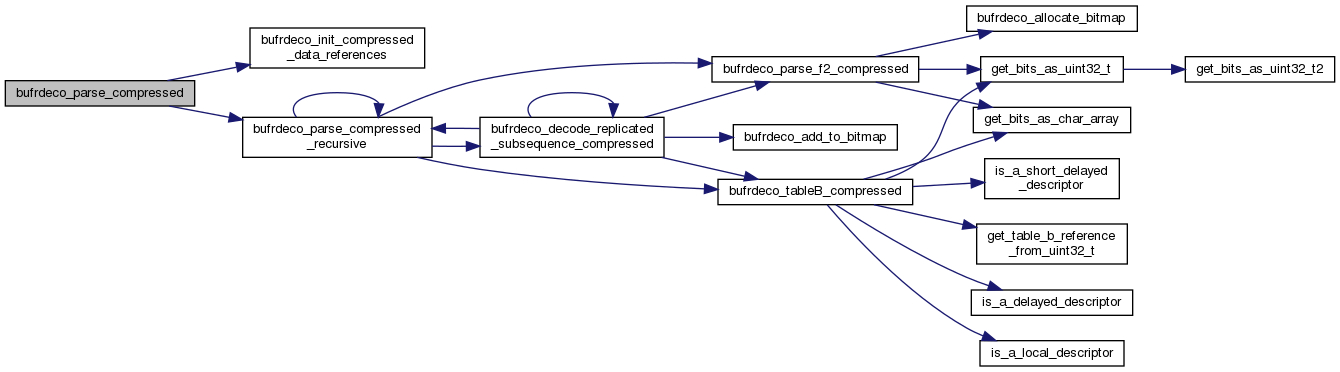 bufrdeco_parse_compressed
bufrdeco_init_compressed
_data_references
bufrdeco_parse_compressed
_recursive
bufrdeco_decode_replicated
_subsequence_compressed
bufrdeco_parse_f2_compressed
bufrdeco_add_to_bitmap
bufrdeco_tableB_compressed
bufrdeco_allocate_bitmap
get_bits_as_uint32_t
get_bits_as_uint32_t2
get_bits_as_char_array
is_a_short_delayed
_descriptor
get_table_b_reference
_from_uint32_t
is_a_delayed_descriptor
is_a_local_descriptor